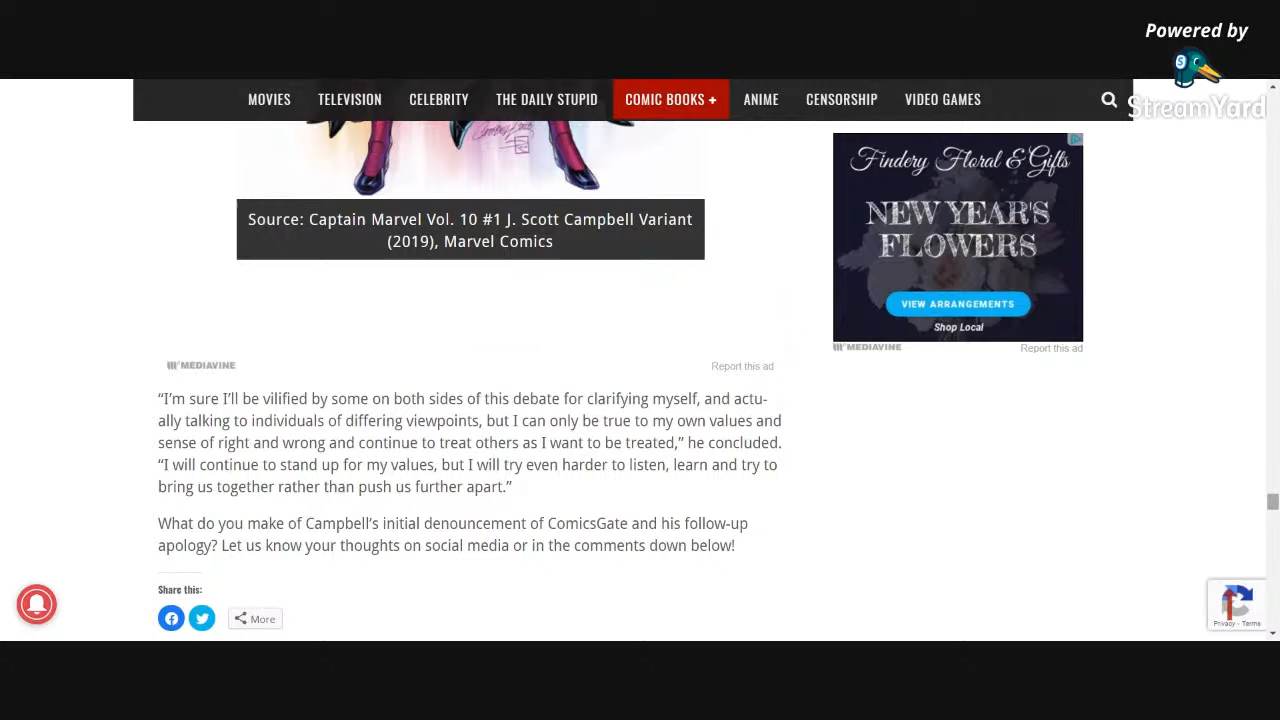 Powered by
StreamYard
MOVIES TELEVISION CELEBRITY THE DAILY STUPID COMIC BOOKS + ANIME CENSORSHIP VIDEO GAMES
Source: Captain Marvel Vol. 10 #1 J. Scott Campbell Variant
(2019), Marvel Comics
Findery Floral & Gifts
NEW YEAR'S
FLOWERS
VIEW ARRANGEMENTS
Shop Local
MEDIAVINE
Report this ad
MEDIAVINE
Report this ad
“I’m sure I’ll be vilified by some on both sides of this debate for clarifying myself, and actu-
ally talking to individuals of differing viewpoints, but I can only be true to my own values and
sense of right and wrong and continue to treat others as I want to be treated,” he concluded.
“I will continue to stand up for my values, but I will try even harder to listen, learn and try to
bring us together rather than push us further apart.”
What do you make of Campbell’s initial denouncement of ComicsGate and his follow-up
apology? Let us know your thoughts on social media or in the comments down below!
Share this:
More
Privacy - Terms